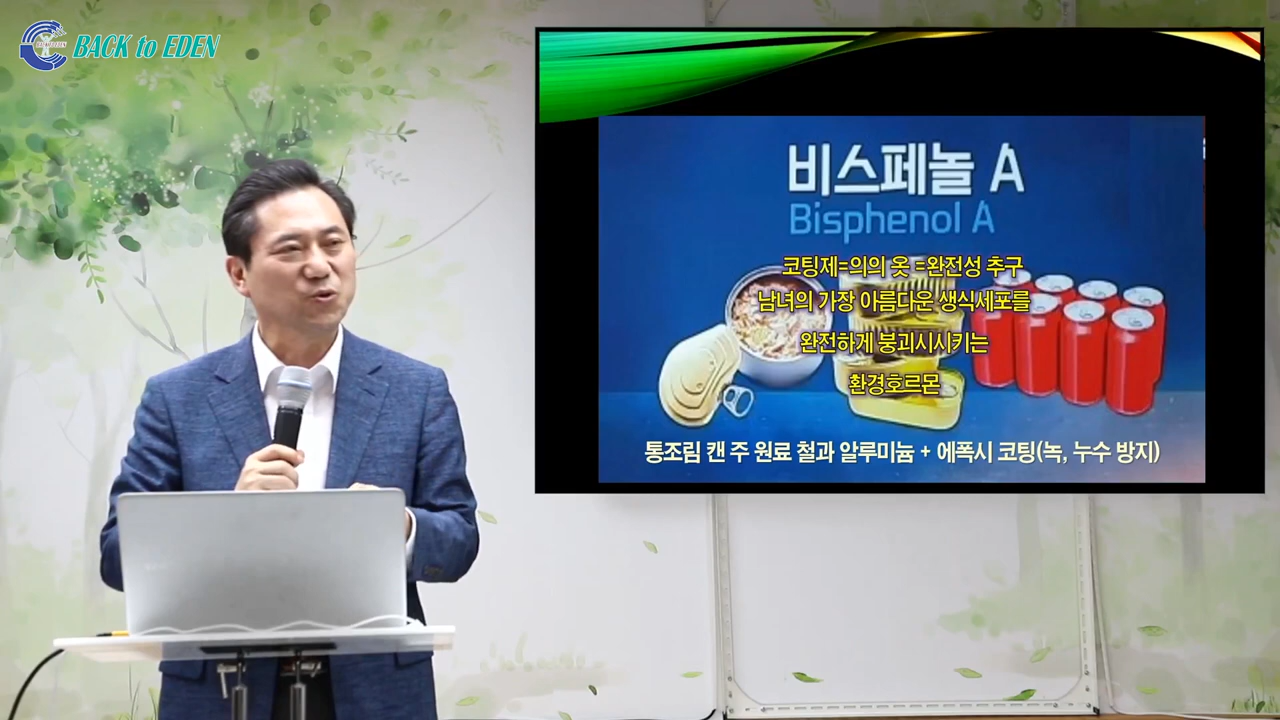 BACK to EDEN
비스페놀 A
Bisphenol A
코팅제=의의 옷 =완전성 추구
남녀의 가장 아름다운 생식세포를
완전하게 붕괴시시키는
환경호르몬
통조림 캔 주 원료 철과 알루미늄 + 에폭시 코팅(녹, 누수 방지)